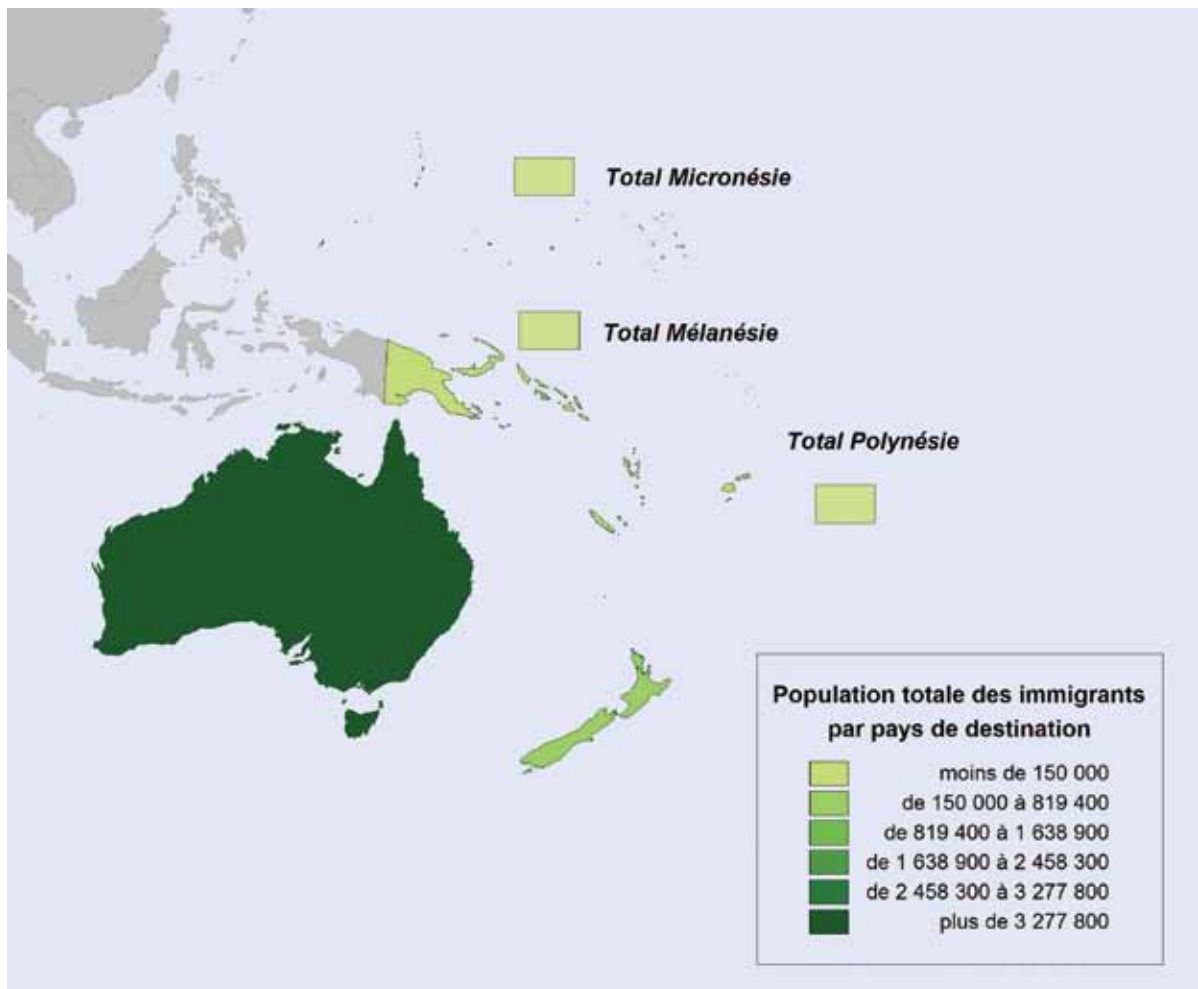 Total Micronésie
Total Mélanésie
Total Polynésie
Population totale des immigrants
par pays de destination
moins de 150 000
de 150 000 à 819 400
de 819 400 à 1 638 900
de 1 638 900 à 2 458 300
de 2 458 300 à 3 277 800
plus de 3 277 800